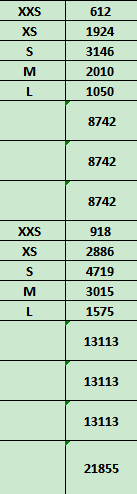 XXS 612
XS 1924
S 3146
M 2010
L 1050
8742
8742
8742
XXS 918
XS 2886
S 4719
M 3015
L 1575
13113
13113
13113
21855